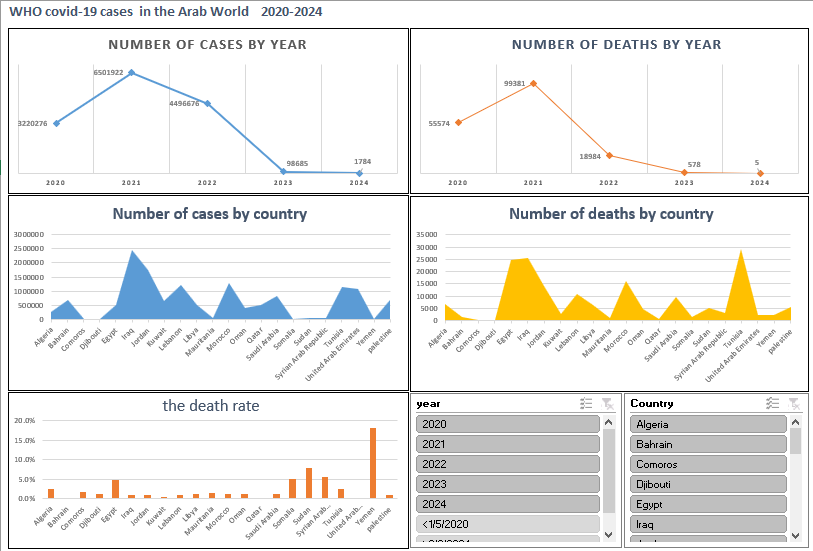 WHO covid-19 cases in the Arab World 2020-2024
NUMBER OF CASES BY YEAR
6501922
4496676
3220276
98685
1784
2020 2021 2022 2023 2024
NUMBER OF DEATHS BY YEAR
99381
55574
18984
578
5
2020 2021 2022 2023 2024
Number of cases by country
3000000
2500000
2000000
1500000
1000000
500000
0
Algeria
Bahrain
Comoros
Djibouti
Egypt
Iraq
Jordan
Kuwait
Lebanon
Libya
Mauritania
Morocco
Oman
Qatar
Saudi Arabia
Somalia
Sudan
Syrian Arab Republic
Tunisia
United Arab Emirates
Yemen
palestine
Number of deaths by country
35000
30000
25000
20000
15000
10000
5000
0
Algeria
Bahrain
Comoros
Djibouti
Egypt
Iraq
Jordan
Kuwait
Lebanon
Libya
Mauritania
Morocco
Oman
Qatar
Saudi Arabia
Somalia
Sudan
Syrian Arab Republic
Tunisia
United Arab Emirates
Yemen
palestine
the death rate
20.0%
15.0%
10.0%
5.0%
0.0%
Algeria
Bahrain
Comoros
Djibouti
Egypt
Iraq
Jordan
Kuwait
Lebanon
Libya
Mauritania
Morocco
Oman
Qatar
Saudi Arabia
Somalia
Sudan
Syrian Arab...
Tunisia
United Arab...
Yemen
palestine
year
2020
2021
2022
2023
2024
<1/5/2020
Country
Algeria
Bahrain
Comoros
Djibouti
Egypt
Iraq